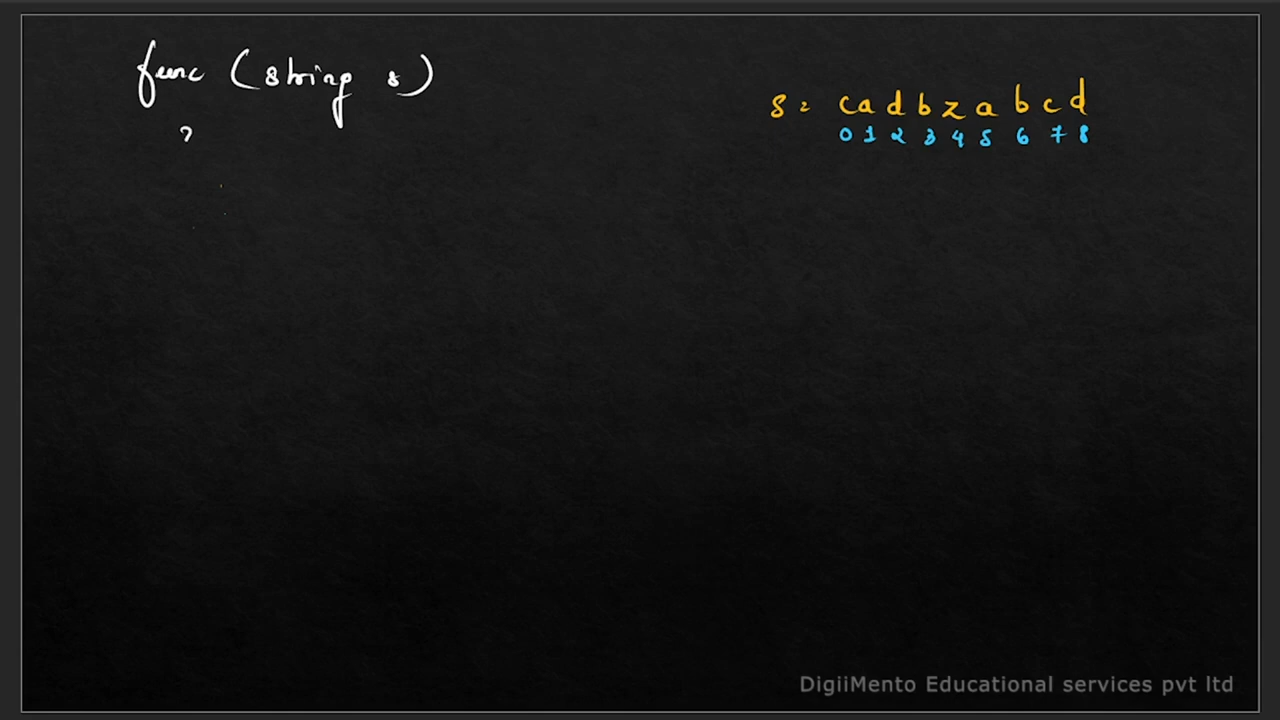 func (string s)
s = cadbzabcd
0 1 2 3 4 5 6 7 8
DigiiMento Educational services pvt ltd